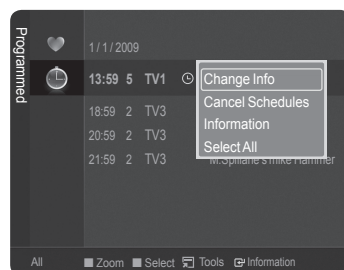 Programmed
1 / 1 / 2009
13:59 5 TV1
18:59 2 TV3
20:59 2 TV3
21:59 2 TV3 M.Spillane's mike Hammer
Change Info
Cancel Schedules
Information
Select All
All Zoom Select Tools Information